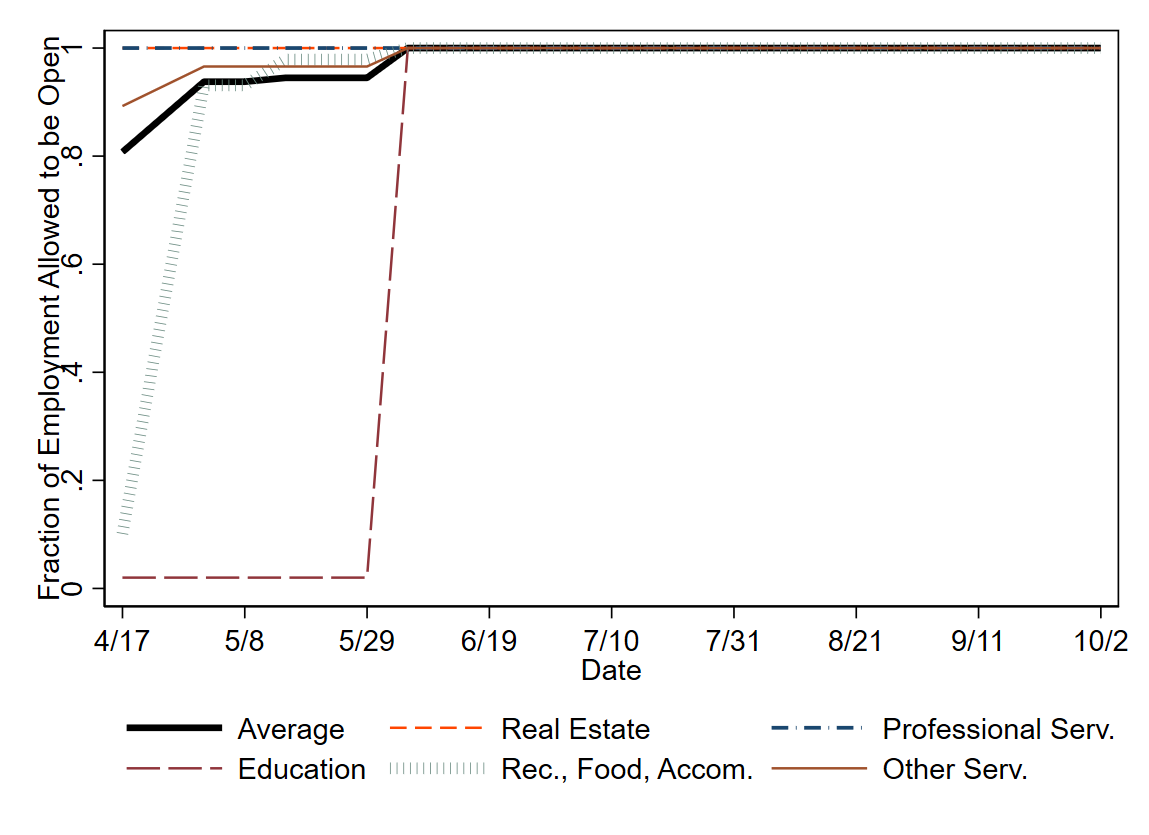 Fraction of Employment Allowed to be Open
1
.8
.6
.4
.2
0
4/17 5/8 5/29 6/19 7/10 7/31 8/21 9/11 10/2
Date
Average Real Estate Professional Serv.
Education Rec., Food, Accom. Other Serv.